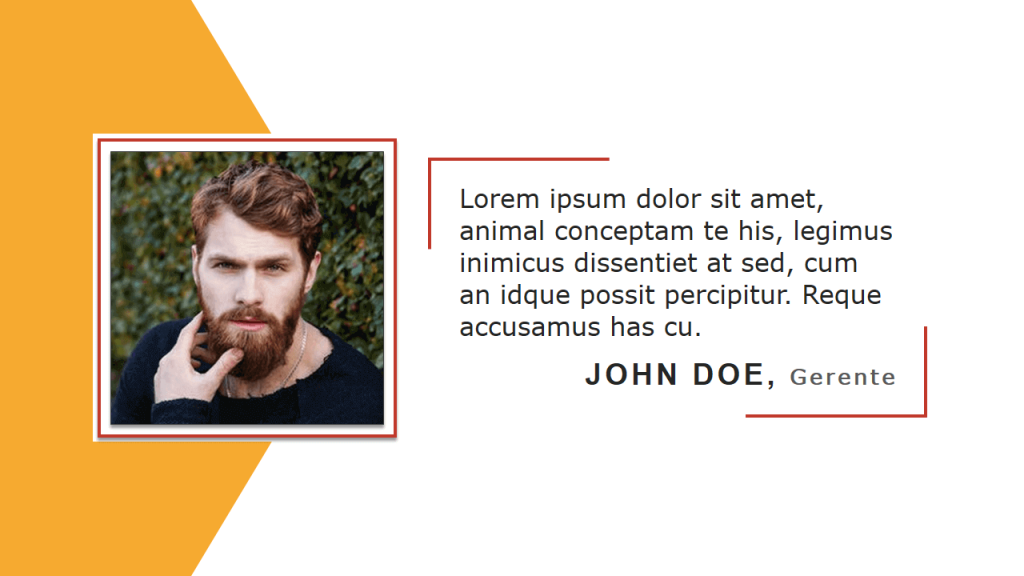 Lorem ipsum dolor sit amet,
animal conceptam te his, legimus
inimicus dissentiet at sed, cum
an idque possit percipitur. Reque
accusamus has cu.
JOHN DOE, Gerente